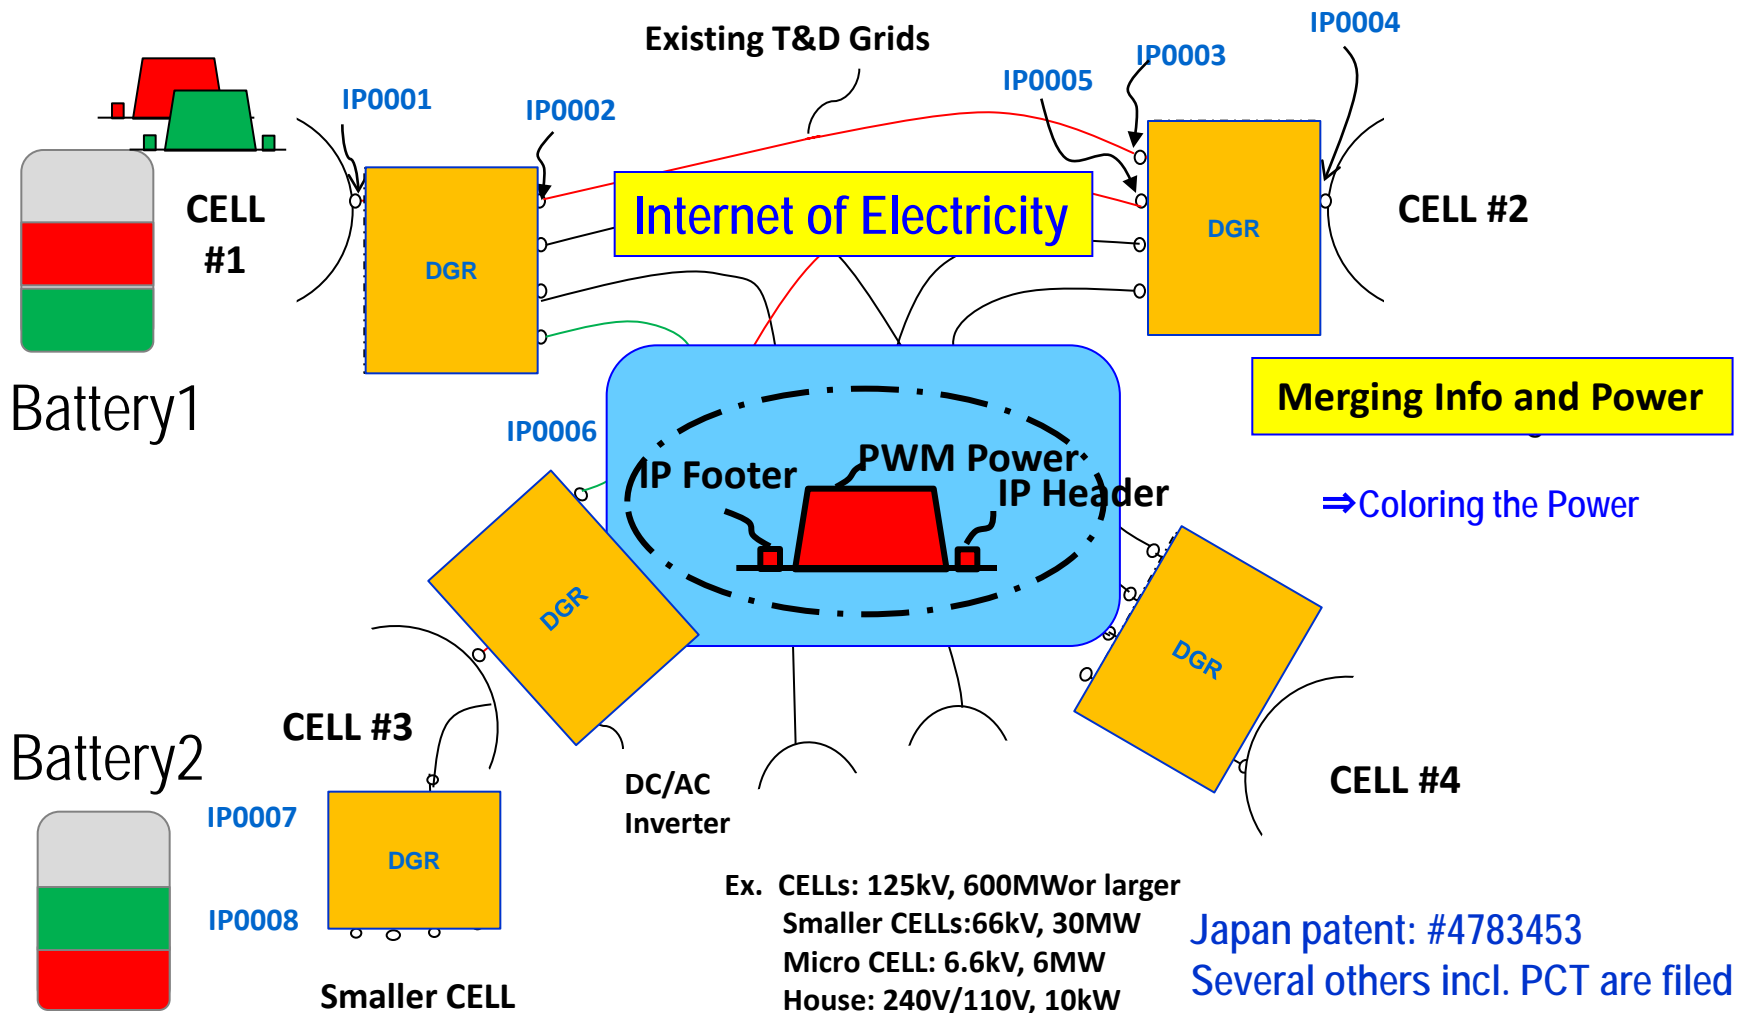 Existing T&D Grids
IP0004
IP0003
IP0005
IP0001
IP0002
CELL
#1
Internet of Electricity
CELL #2
DGR
DGR
Battery1
Merging Info and Power
IP0006
IP Footer
PWM Power
IP Header
⇒Coloring the Power
DGR
DGR
CELL #3
Battery2
DC/AC
Inverter
CELL #4
IP0007
DGR
IP0008
Smaller CELL
Ex. CELLs: 125kV, 600MWor larger
Smaller CELLs:66kV, 30MW
Micro CELL: 6.6kV, 6MW
House: 240V/110V, 10kW
Japan patent: #4783453
Several others incl. PCT are filed